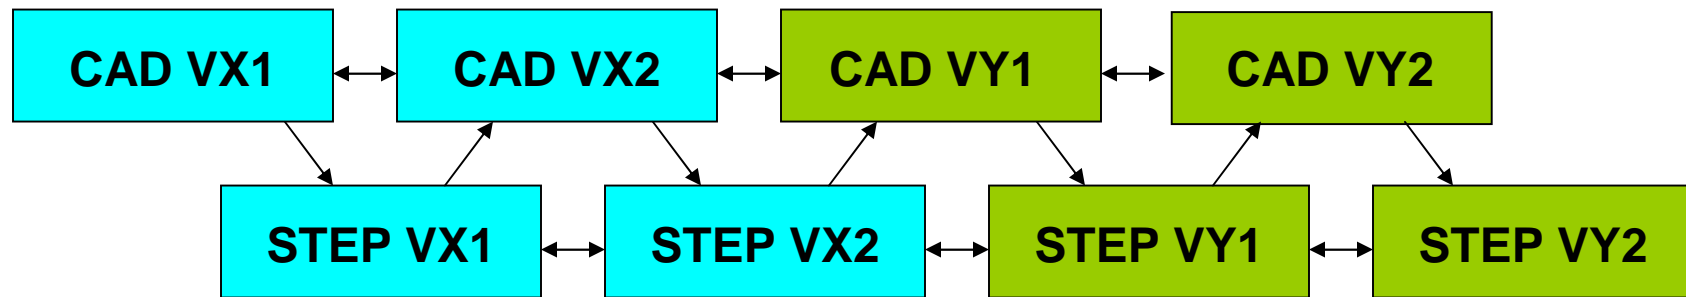 CAD VX1
CAD VX2
CAD VY1
CAD VY2
STEP VX1
STEP VX2
STEP VY1
STEP VY2